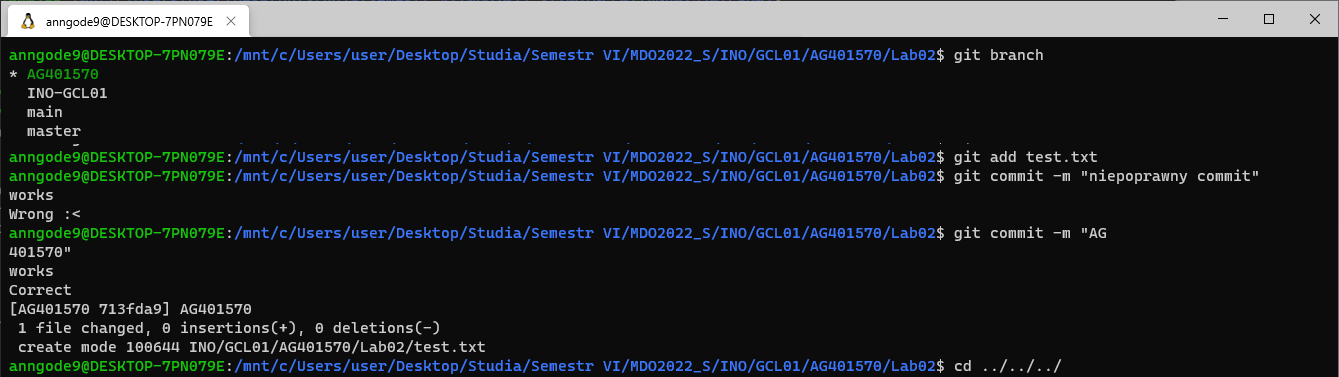 anngode9@DESKTOP-7PN079E
anngode9@DESKTOP-7PN079E:/mnt/c/Users/user/Desktop/Studia/Semestr VI/MDO2022_S/INO/GCL01/AG401570/Lab02$ git branch
* AG401570
  INO-GCL01
  main
  master
anngode9@DESKTOP-7PN079E:/mnt/c/Users/user/Desktop/Studia/Semestr VI/MDO2022_S/INO/GCL01/AG401570/Lab02$ git add test.txt
anngode9@DESKTOP-7PN079E:/mnt/c/Users/user/Desktop/Studia/Semestr VI/MDO2022_S/INO/GCL01/AG401570/Lab02$ git commit -m "niepoprawny commit"
works
Wrong :<
anngode9@DESKTOP-7PN079E:/mnt/c/Users/user/Desktop/Studia/Semestr VI/MDO2022_S/INO/GCL01/AG401570/Lab02$ git commit -m "AG
401570"
works
Correct
[AG401570 713fda9] AG401570
 1 file changed, 0 insertions(+), 0 deletions(-)
 create mode 100644 INO/GCL01/AG401570/Lab02/test.txt
anngode9@DESKTOP-7PN079E:/mnt/c/Users/user/Desktop/Studia/Semestr VI/MDO2022_S/INO/GCL01/AG401570/Lab02$ cd ../../../